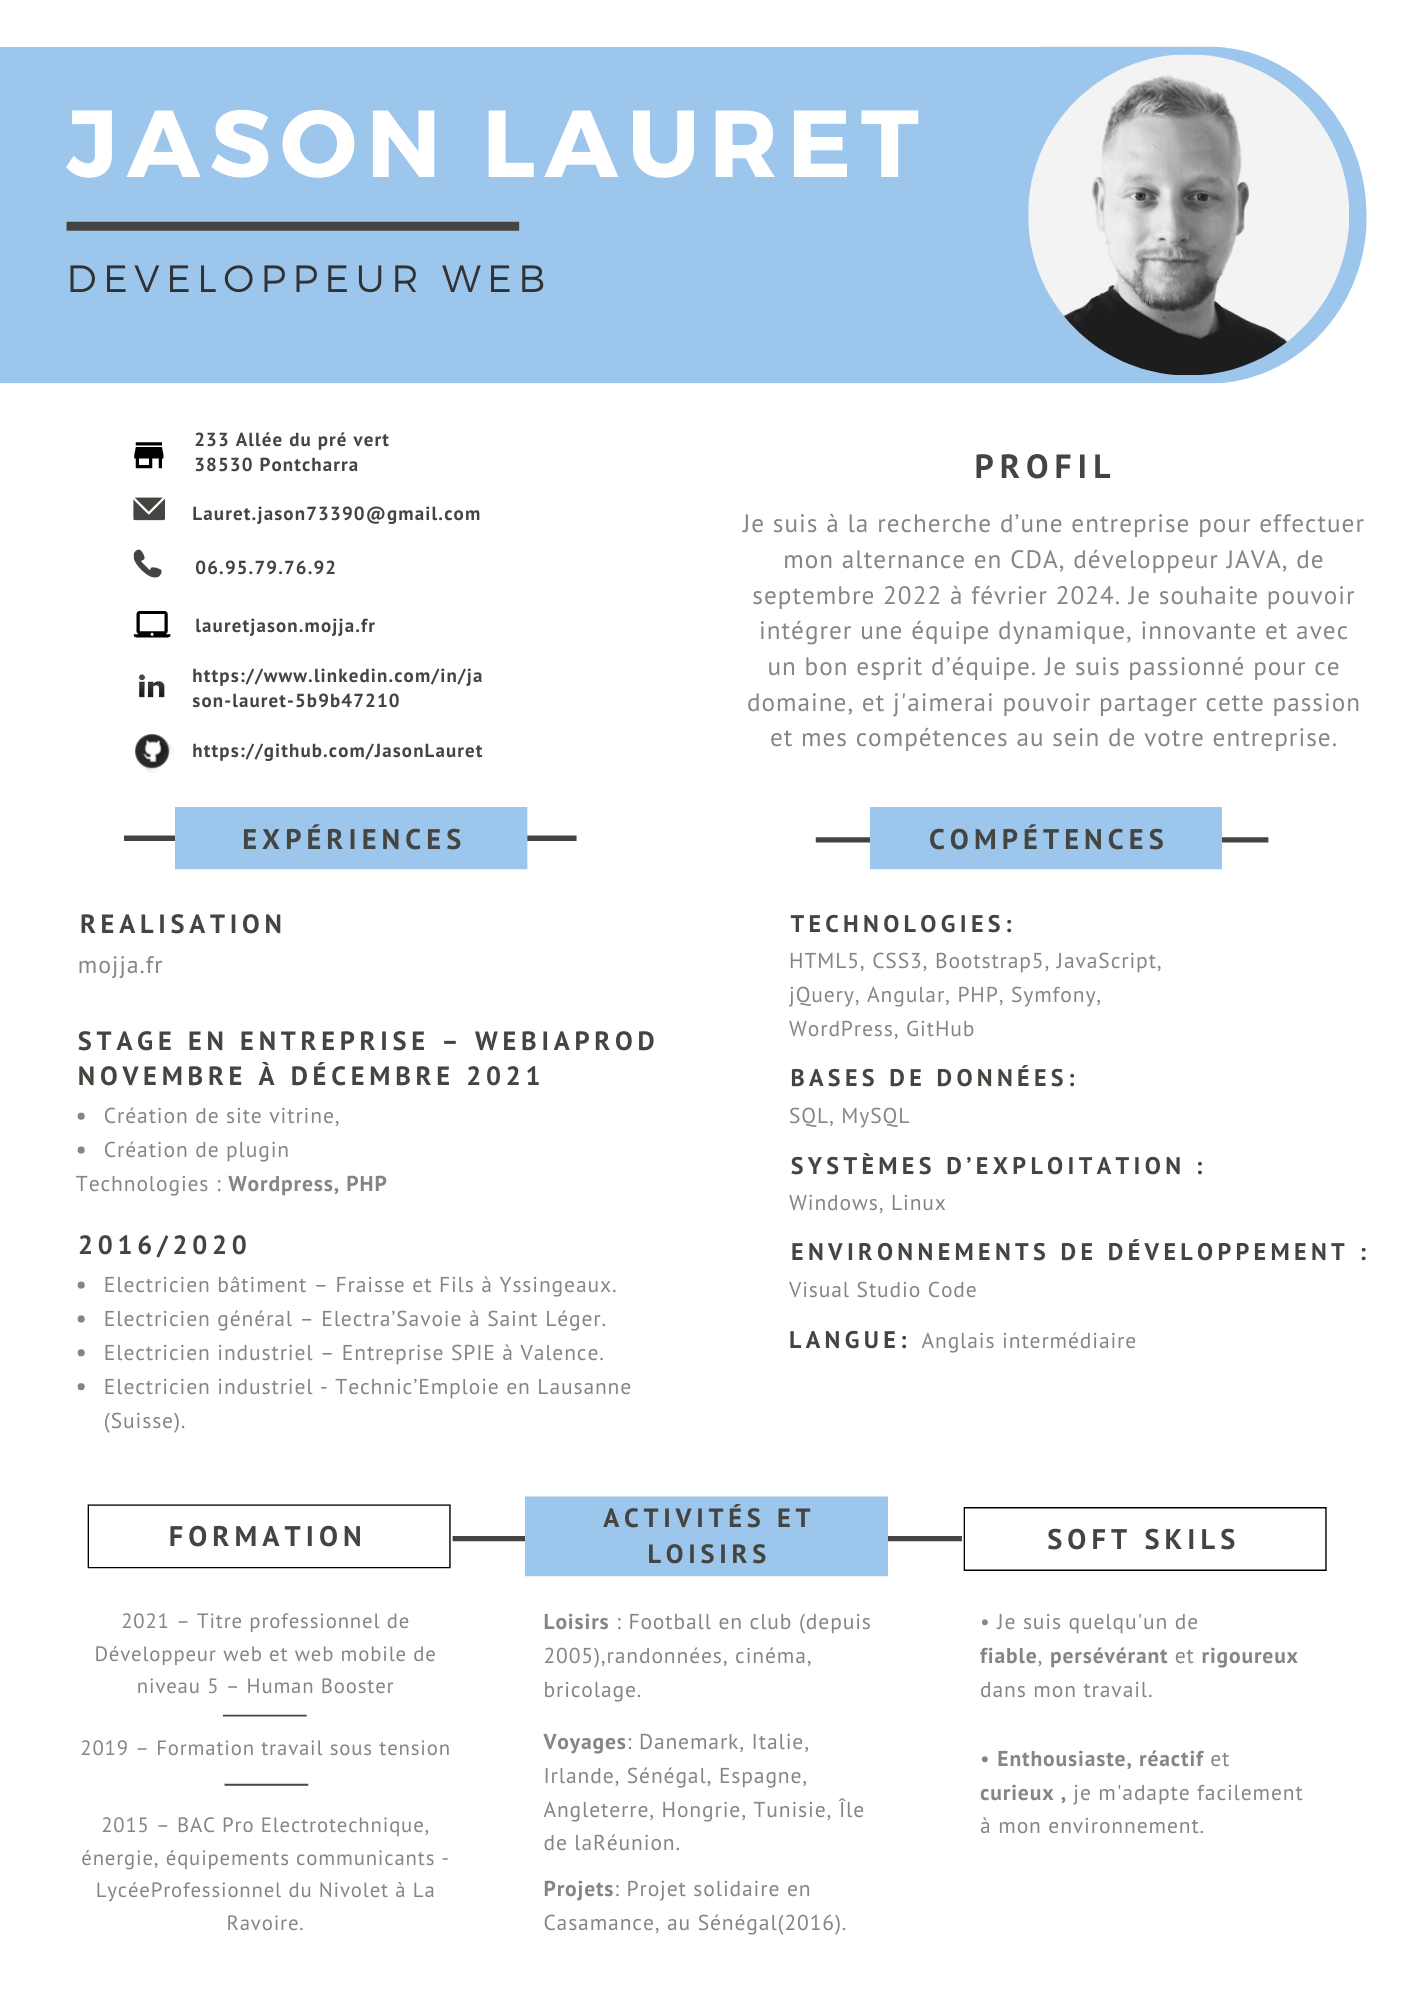 JASON LAURET
DEVELOPPEUR WEB
233 Allée du pré vert
38530 Pontcharra
Lauret.jason73390@gmail.com
06.95.79.76.92
lauretjason.mojja.fr
in
https://www.linkedin.com/in/ja
son-lauret-5b9b47210
https://github.com/JasonLauret
PROFIL
Je suis à la recherche d’une entreprise pour effectuer
mon alternance en CDA, développeur JAVA, de
septembre 2022 à février 2024. Je souhaite pouvoir
intégrer une équipe dynamique, innovante et avec
un bon esprit d’équipe. Je suis passionné pour ce
domaine, et j'aimerai pouvoir partager cette passion
et mes compétences au sein de votre entreprise.
EXPÉRIENCES
REALISATION
mojja.fr
STAGE EN ENTREPRISE – WEBIAPROD
NOVEMBRE À DÉCEMBRE 2021
• Création de site vitrine,
• Création de plugin
Technologies : Wordpress, PHP
2016/2020
• Electricien bâtiment – Fraisse et Fils à Yssingeaux.
• Electricien général – Electra’Savoie à Saint Léger.
• Electricien industriel – Entreprise SPIE à Valence.
• Electricien industriel - Technic’Emploie en Lausanne
(Suisse).
COMPÉTENCES
TECHNOLOGIES:
HTML5, CSS3, Bootstrap5, JavaScript,
jQuery, Angular, PHP, Symfony,
WordPress, GitHub
BASES DE DONNÉES:
SQL, MySQL
SYSTÈMES D’EXPLOITATION :
Windows, Linux
ENVIRONNEMENTS DE DÉVELOPPEMENT :
Visual Studio Code
LANGUE: Anglais intermédiaire
FORMATION
2021 – Titre professionnel de
Développeur web et web mobile de
niveau 5 – Human Booster
2019 – Formation travail sous tension
2015 – BAC Pro Electrotechnique,
énergie, équipements communicants -
LycéeProfessionnel du Nivolet à La
Ravoire.
ACTIVITÉS ET
LOISIRS
Loisirs : Football en club (depuis
2005),randonnées, cinéma,
bricolage.
Voyages: Danemark, Italie,
Irlande, Sénégal, Espagne,
Angleterre, Hongrie, Tunisie, Île
de laRéunion.
Projets: Projet solidaire en
Casamance, au Sénégal(2016).
SOFT SKILS
• Je suis quelqu'un de
fiable, persévérant et rigoureux
dans mon travail.
• Enthousiaste, réactif et
curieux , je m'adapte facilement
à mon environnement.